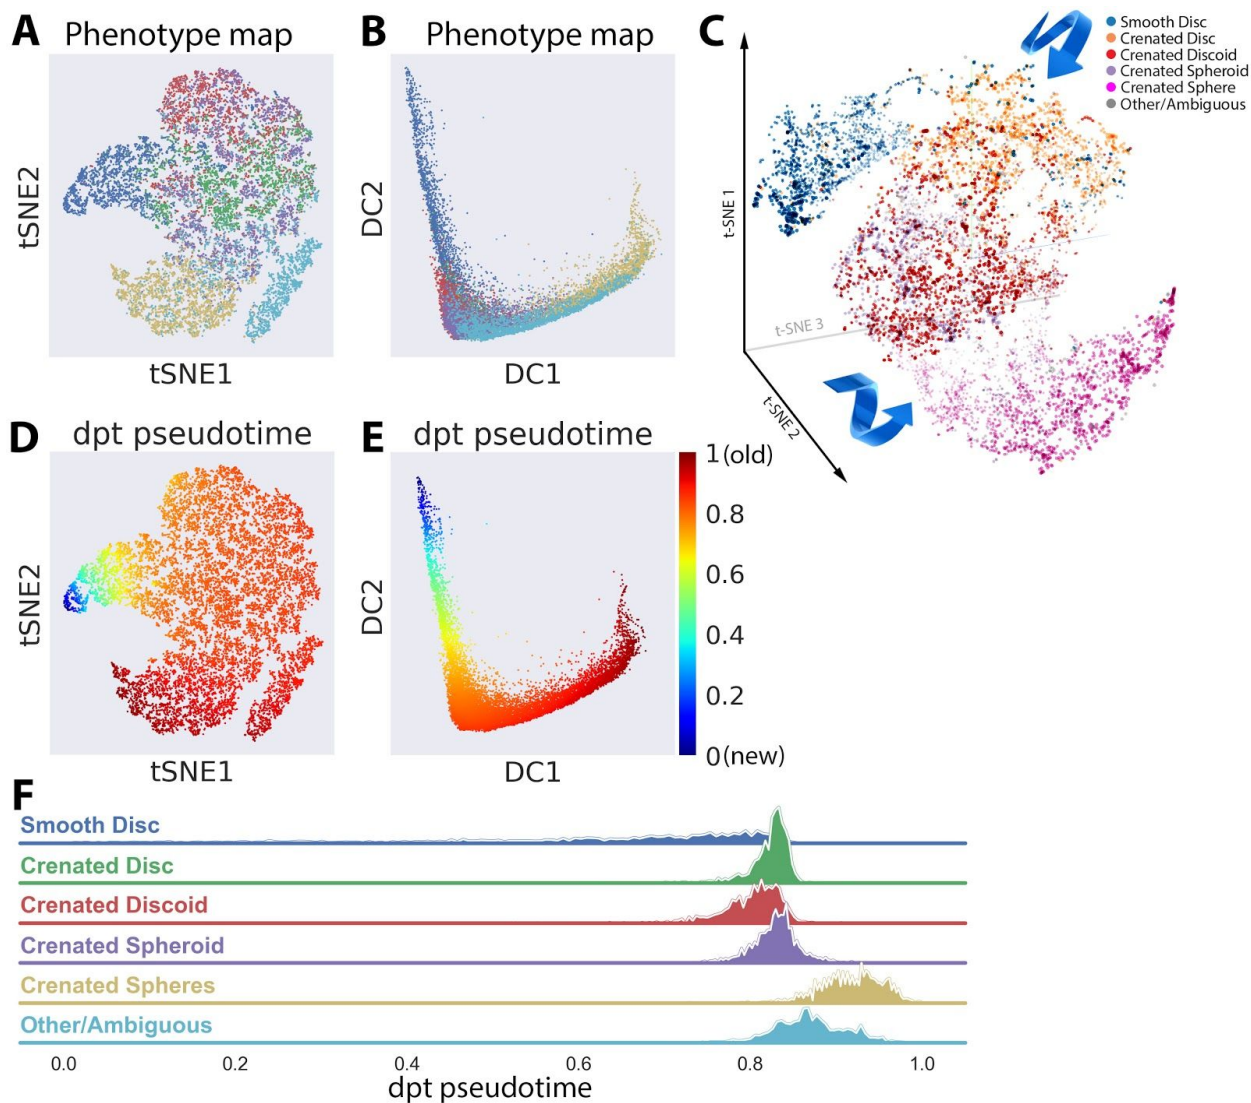 A
Phenotype map
tSNE2
tSNE1
B
Phenotype map
DC2
DC1
C
Smooth Disc
Crenated Disc
Crenated Discoid
Crenated Spheroid
Crenated Sphere
Other/Ambiguous
t-SNE 1
t-SNE 3
t-SNE 2
D
dpt pseudotime
tSNE2
tSNE1
E
dpt pseudotime
DC2
DC1
1 (old)
0.8
0.6
0.4
0.2
0 (new)
F
Smooth Disc
Crenated Disc
Crenated Discoid
Crenated Spheroid
Crenated Spheres
Other/Ambiguous
0.0 0.2 0.4 0.6 0.8 1.0
dpt pseudotime